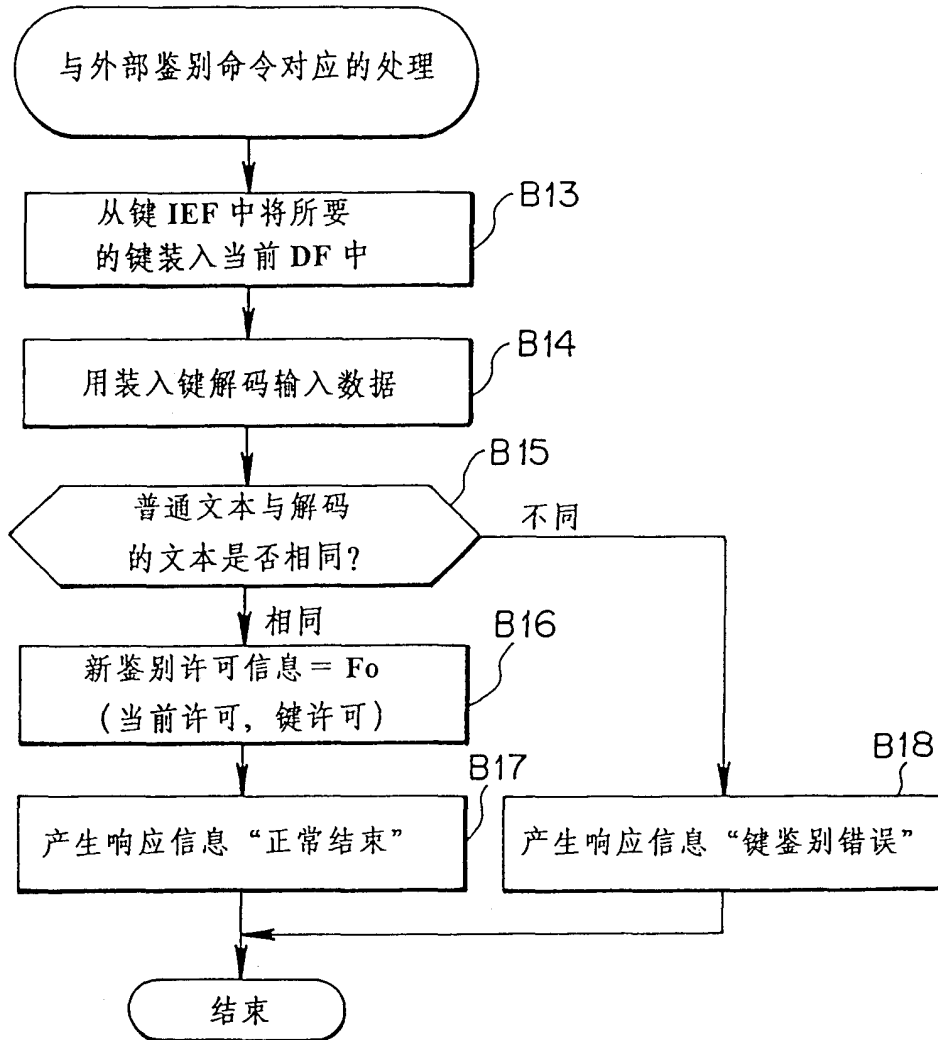 与外部鉴别命令对应的处理
B13
从键 IEF 中将所要
的键装入当前 DF 中
B14
用装入键解码输入数据
B15
普通文本与解码
的文本是否相同?
不同
相同
B16
新鉴别许可信息= Fo
(当前许可, 键许可)
B17
产生响应信息“正常结束”
B18
产生响应信息“键鉴别错误”
结束